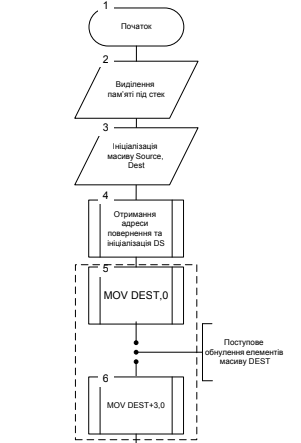 1
Початок
2
Виділення
пам'яті під стек
3
Ініціалізація
масиву Source,
Dest
4
Отримання
адреси
повернення та
ініціалізація DS
5
MOV DEST,0
Поступове
обнулення елементів
масиву DEST
6
MOV DEST+3,0